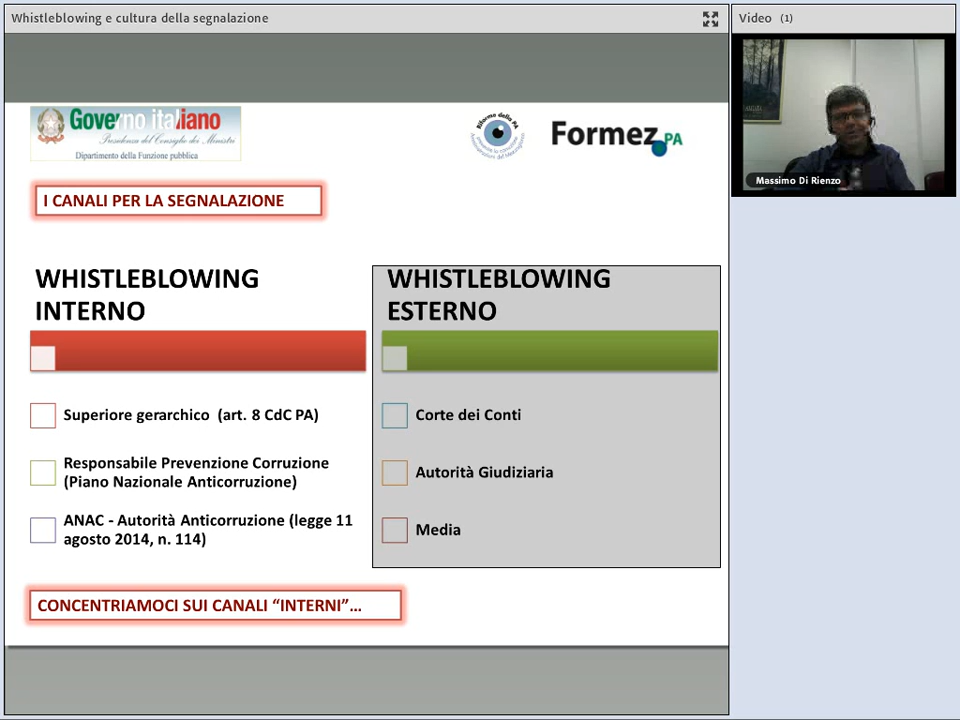 Whistleblowing e cultura della segnalazione
Video (1)
Massimo Di Rienzo
Governo italiano
Presidenza del Consiglio dei Ministri
Dipartimento della Funzione pubblica
Riforme della PA
Formez PA
I CANALI PER LA SEGNALAZIONE
WHISTLEBLOWING
INTERNO
Superiore gerarchico (art. 8 CdC PA)
Responsabile Prevenzione Corruzione
(Piano Nazionale Anticorruzione)
ANAC - Autorità Anticorruzione (legge 11
agosto 2014, n. 114)
WHISTLEBLOWING
ESTERNO
Corte dei Conti
Autorità Giudiziaria
Media
CONCENTRIAMOCI SUI CANALI “INTERNI”...